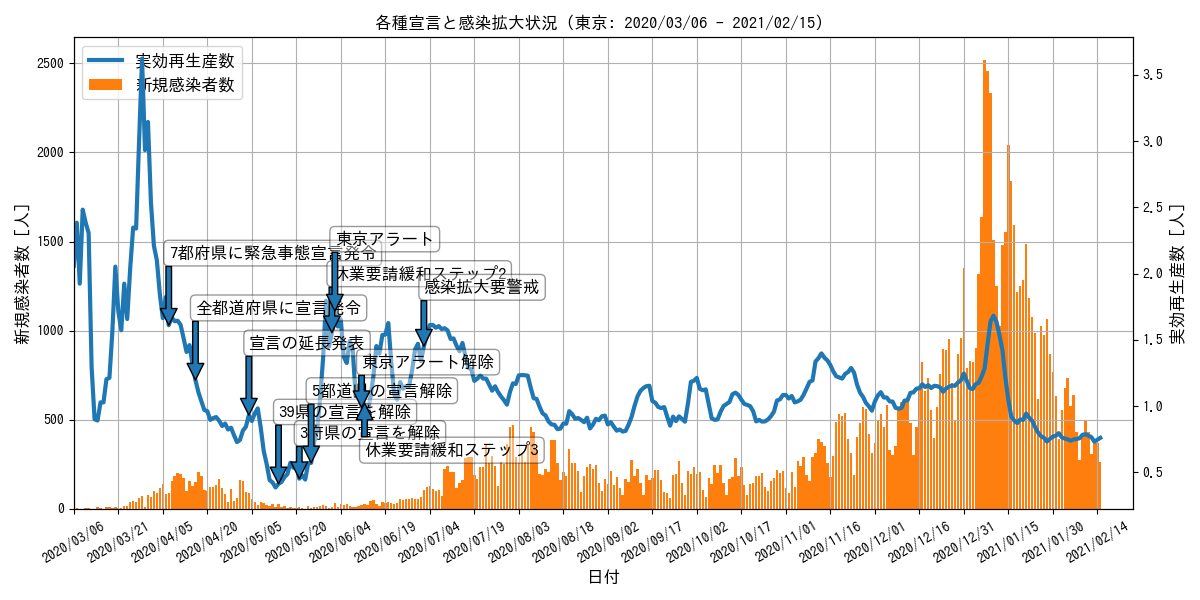 各種宣言と感染拡大状況 (東京: 2020/03/06 - 2021/02/15)
実効再生産数
新規感染者数
2500
2000
1500
1000
500
0
3.5
3.0
2.5
2.0
1.5
1.0
0.5
新規感染者数 [人]
実効再生産数 [人]
東京アラート
7都府県に緊急事態宣言発令
休業要請緩和ステップ2
感染拡大要警戒
全都道府県に宣言発令
宣言の延長発表
東京アラート解除
5都道県の宣言解除
39県の宣言を解除
3府県の宣言を解除
休業要請緩和ステップ3
2020/03/06
2020/03/21
2020/04/05
2020/04/20
2020/05/05
2020/05/20
2020/06/04
2020/06/19
2020/07/04
2020/07/19
2020/08/03
2020/08/18
2020/09/02
2020/09/17
2020/10/02
2020/10/17
2020/11/01
2020/11/16
2020/12/01
2020/12/16
2020/12/31
2021/01/15
2021/01/30
2021/02/14
日付